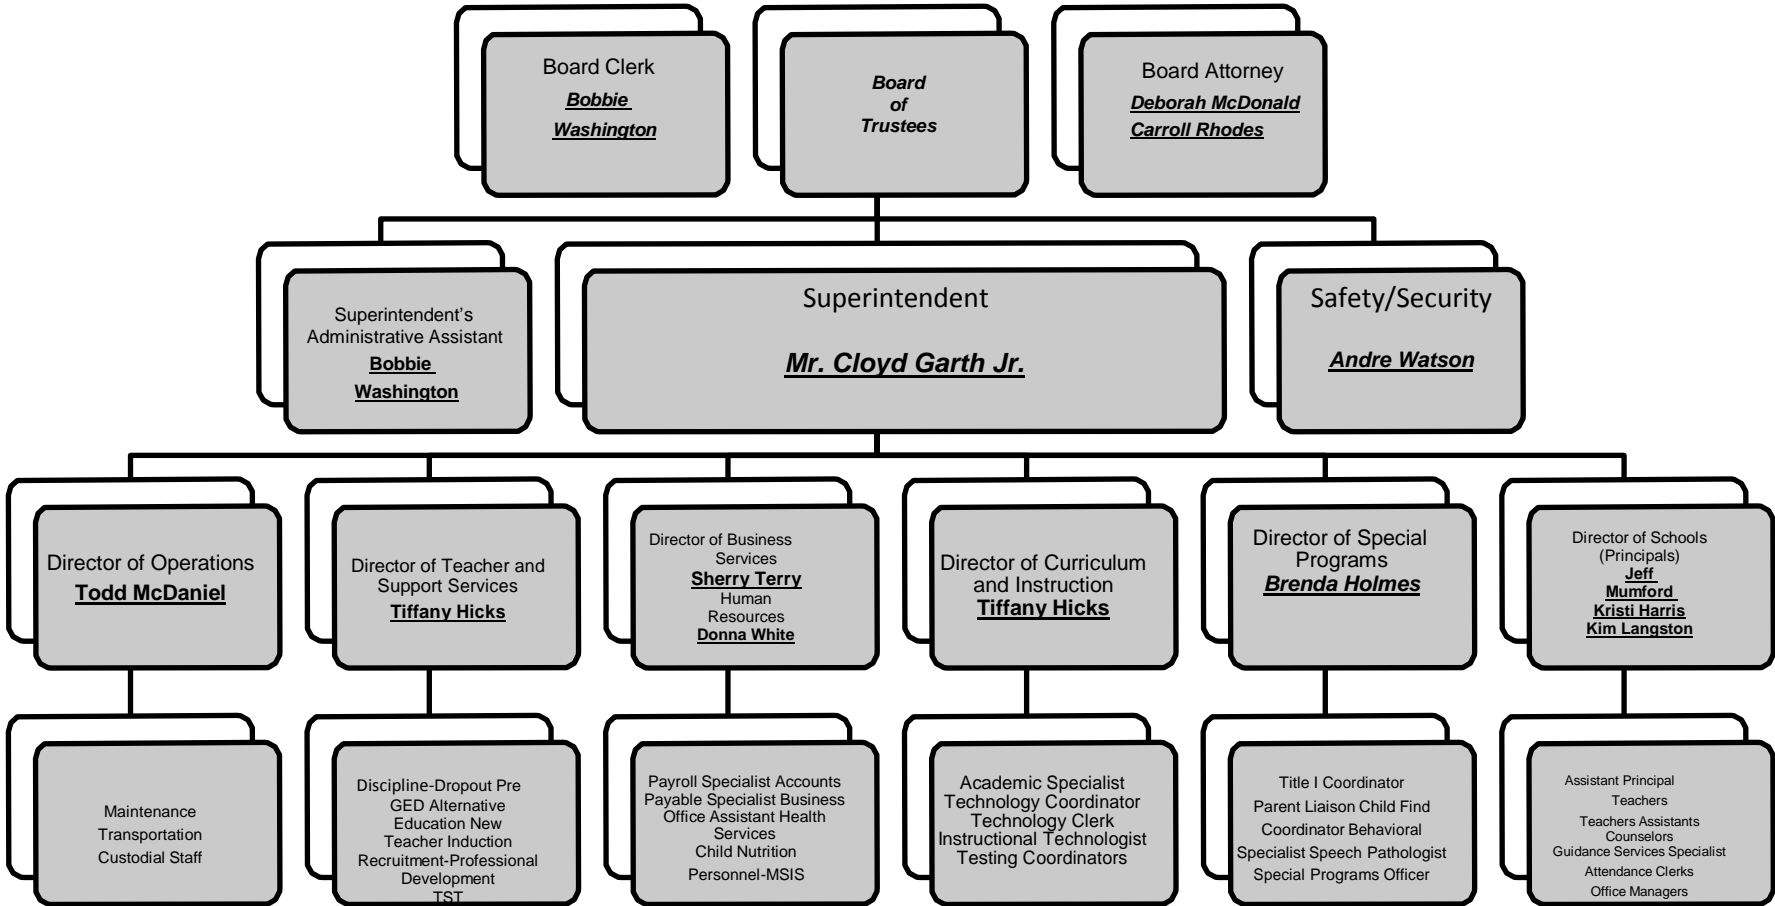 Board Clerk
Bobbie
Washington
Board
of
Trustees
Board Attorney
Deborah McDonald
Carroll Rhodes
Superintendent’s
Administrative Assistant
Bobbie
Washington
Superintendent
Mr. Cloyd Garth Jr.
Safety/Security
Andre Watson
Director of Operations
Todd McDaniel
Director of Teacher and
Support Services
Tiffany Hicks
Director of Business
Services
Sherry Terry
Human
Resources
Donna White
Director of Curriculum
and Instruction
Tiffany Hicks
Director of Special
Programs
Brenda Holmes
Director of Schools
(Principals)
Jeff
Mumford
Kristi Harris
Kim Langston
Maintenance
Transportation
Custodial Staff
Discipline-Dropout Pre
GED Alternative
Education New
Teacher Induction
Recruitment-Professional
Development
TST
Payroll Specialist Accounts
Payable Specialist Business
Office Assistant Health
Services
Child Nutrition
Personnel-MSIS
Academic Specialist
Technology Coordinator
Technology Clerk
Instructional Technologist
Testing Coordinators
Title I Coordinator
Parent Liaison Child Find
Coordinator Behavioral
Specialist Speech Pathologist
Special Programs Officer
Assistant Principal
Teachers
Teachers Assistants
Counselors
Guidance Services Specialist
Attendance Clerks
Office Managers